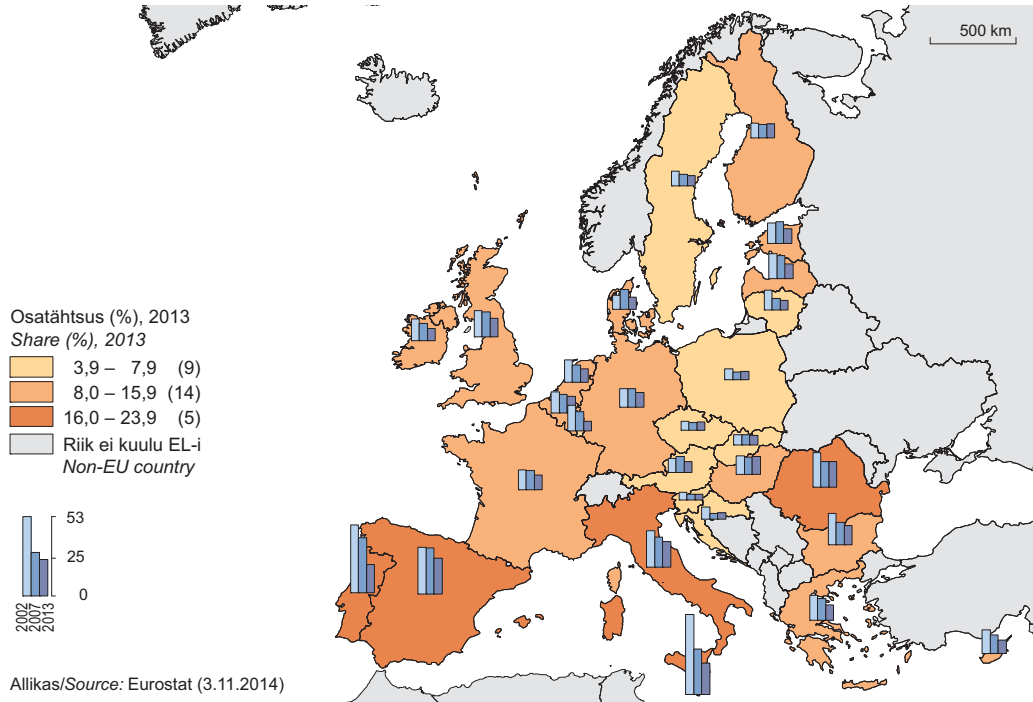 500 km
Osatähtsus (%), 2013
Share (%), 2013
3,9 – 7,9 (9)
8,0 – 15,9 (14)
16,0 – 23,9 (5)
Riik ei kuulu EL-i
Non-EU country
53
25
0
2002
2007
2013
Allikas/Source: Eurostat (3.11.2014)